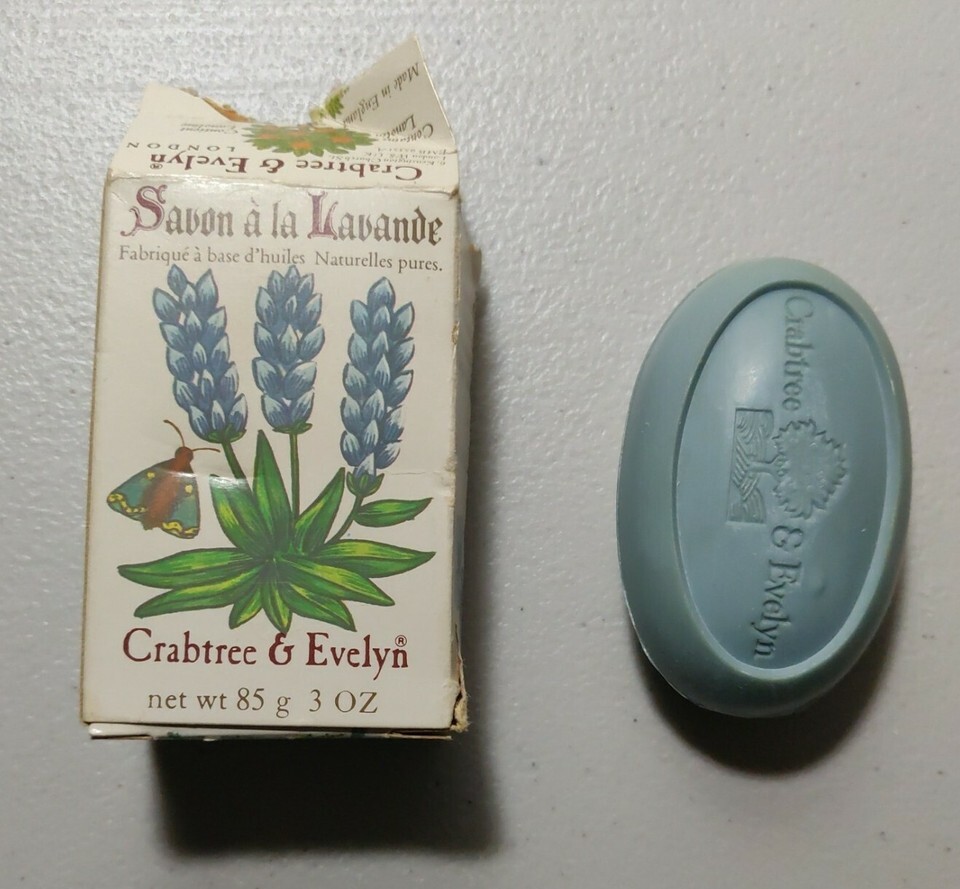 Made in England
Lanolin
Crabtree & Evelyn®
LONDON
Savon à la Lavande
Fabriqué à base d'huiles Naturelles pures.
Crabtree & Evelyn®
net wt 85 g 3 OZ
Crabtree & Evelyn